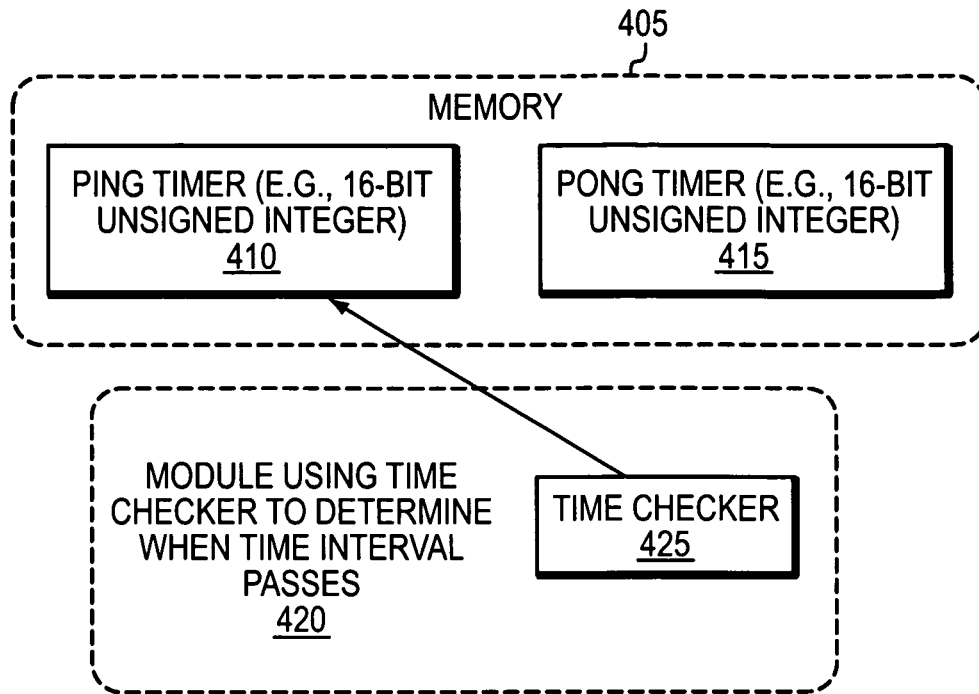 405
MEMORY
PING TIMER (E.G., 16-BIT
UNSIGNED INTEGER)
410
PONG TIMER (E.G., 16-BIT
UNSIGNED INTEGER)
415
MODULE USING TIME
CHECKER TO DETERMINE
WHEN TIME INTERVAL
PASSES
420
TIME CHECKER
425